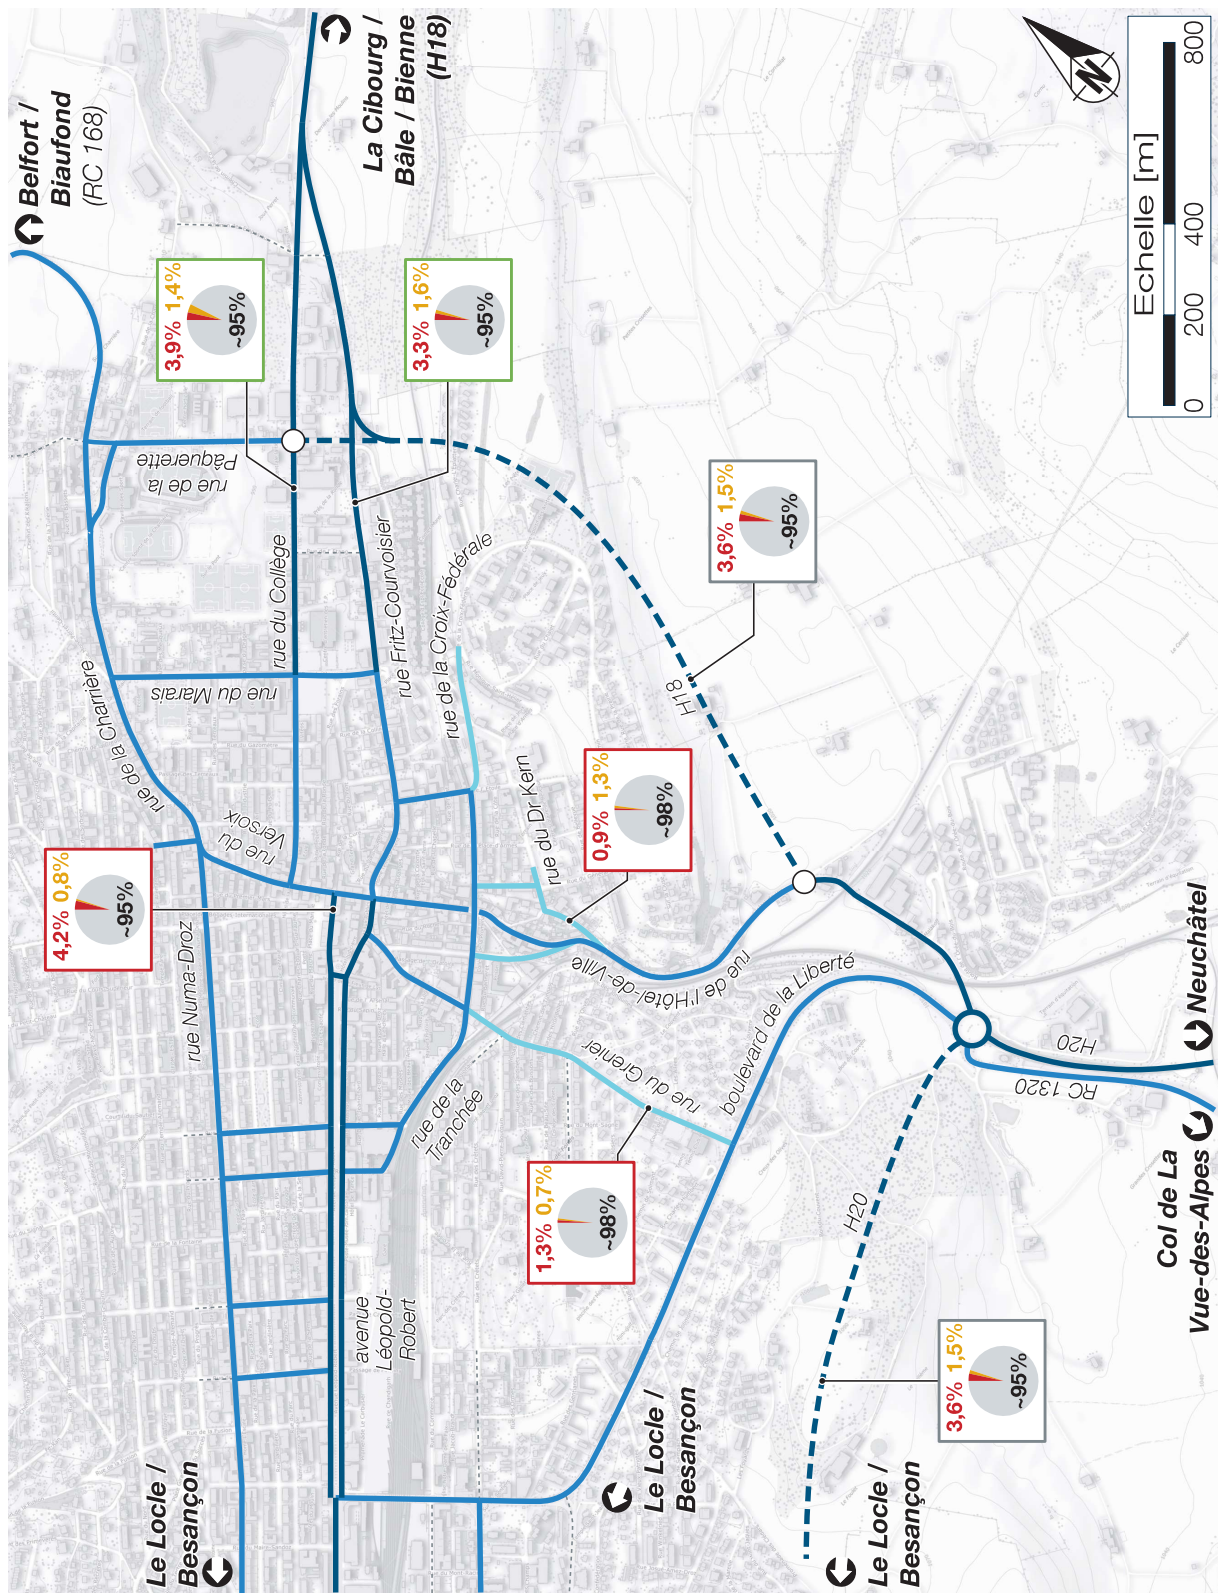 Belfort /
Biaufond
(RC 168)
La Cibourg /
Bâle / Bienne
(H18)
N
Echelle [m]
0 200 400 800
3,9% 1,4%
~95%
3,3% 1,6%
~95%
3,6% 1,5%
~95%
0,9% 1,3%
~98%
4,2% 0,8%
~95%
1,3% 0,7%
~98%
3,6% 1,5%
~95%
rue de la
Pâquerette
rue du Collège
rue Fritz-Courvoisier
rue de la Croix-Fédérale
rue du Marais
rue de la Charrière
rue du
Versoix
rue du Dr Kern
H18
rue Numa-Droz
rue de l'Hôtel-de-Ville
boulevard de la Liberté
rue du Grenier
rue de la
Tranchée
avenue
Léopold-
Robert
H20
RC 1320
H20
Neuchâtel
Col de La
Vue-des-Alpes
Le Locle /
Besançon
Le Locle /
Besançon
Le Locle /
Besançon